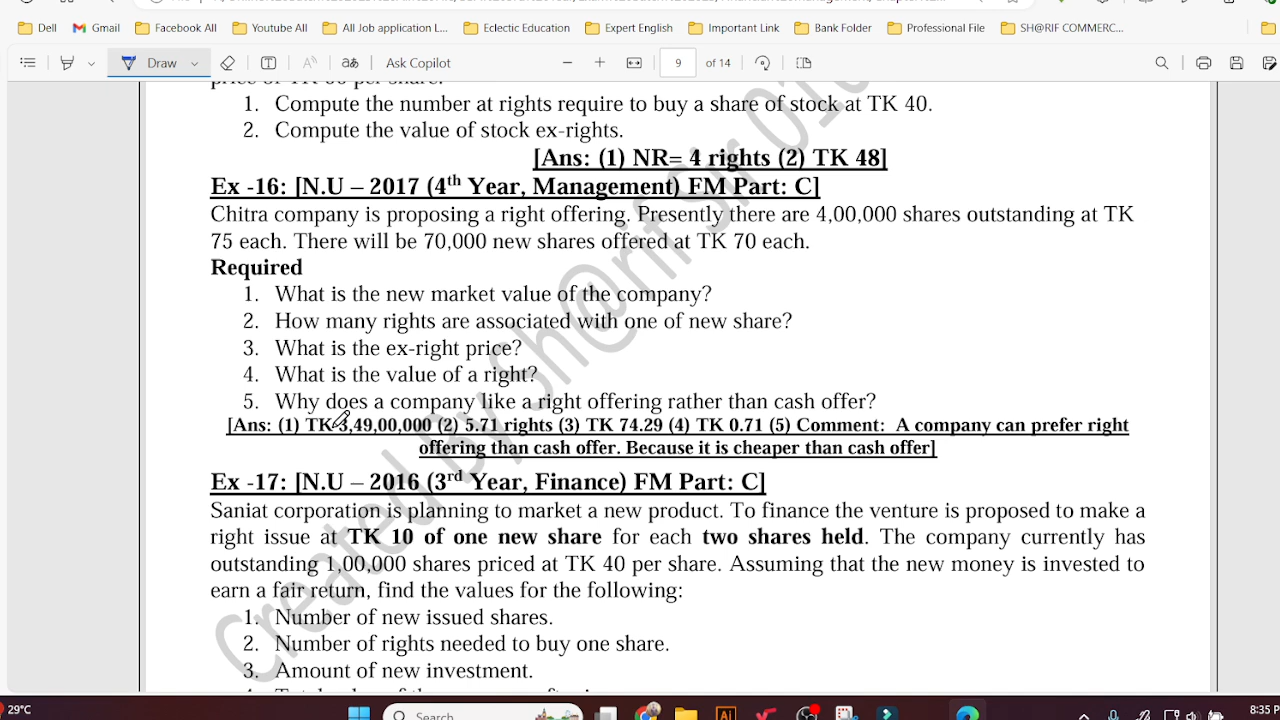 Dell Gmail Facebook All Youtube All All Job application L... Eclectic Education Expert English Important Link Bank Folder Professional File SH@RIF COMMERC...
Draw Ask Copilot 9 of 14
1. Compute the number at rights require to buy a share of stock at TK 40.
2. Compute the value of stock ex-rights.
[Ans: (1) NR= 4 rights (2) TK 48]
Ex -16: [N.U – 2017 (4th Year, Management) FM Part: C]
Chitra company is proposing a right offering. Presently there are 4,00,000 shares outstanding at TK
75 each. There will be 70,000 new shares offered at TK 70 each.
Required
1. What is the new market value of the company?
2. How many rights are associated with one of new share?
3. What is the ex-right price?
4. What is the value of a right?
5. Why does a company like a right offering rather than cash offer?
[Ans: (1) TK 3,49,00,000 (2) 5.71 rights (3) TK 74.29 (4) TK 0.71 (5) Comment: A company can prefer right
offering than cash offer. Because it is cheaper than cash offer]
Ex -17: [N.U – 2016 (3rd Year, Finance) FM Part: C]
Saniat corporation is planning to market a new product. To finance the venture is proposed to make a
right issue at TK 10 of one new share for each two shares held. The company currently has
outstanding 1,00,000 shares priced at TK 40 per share. Assuming that the new money is invested to
earn a fair return, find the values for the following:
1. Number of new issued shares.
2. Number of rights needed to buy one share.
3. Amount of new investment.
Created By Sh@rif Sir
29°C Search 8:35 P